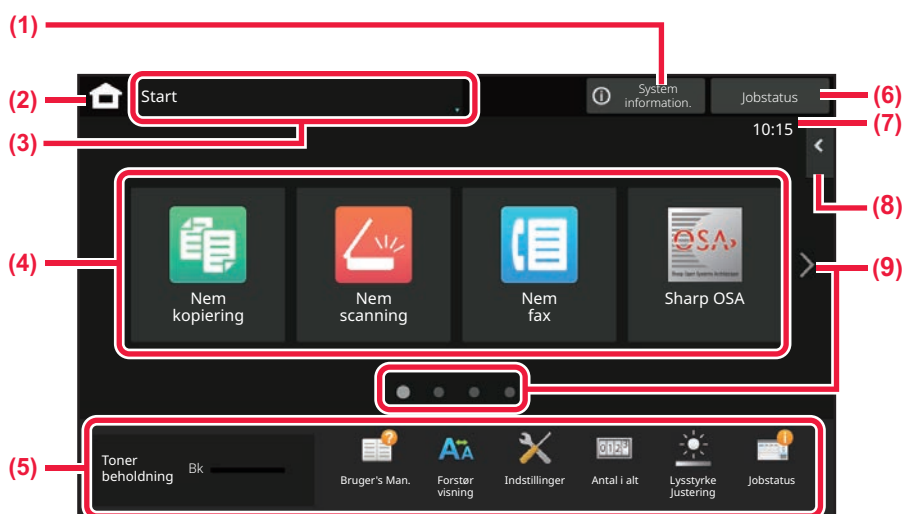 (1)
(2)
Start
System
information.
Jobstatus
(6)
(3)
10:15
(7)
(8)
(4)
OSA
Nem
kopiering
Nem
scanning
Nem
fax
Sharp OSA
(9)
(5)
Toner
beholdning
Bk
Bruger's Man.
Forstør
visning
Indstillinger
Antal i alt
Lysstyrke
Justering
Jobstatus